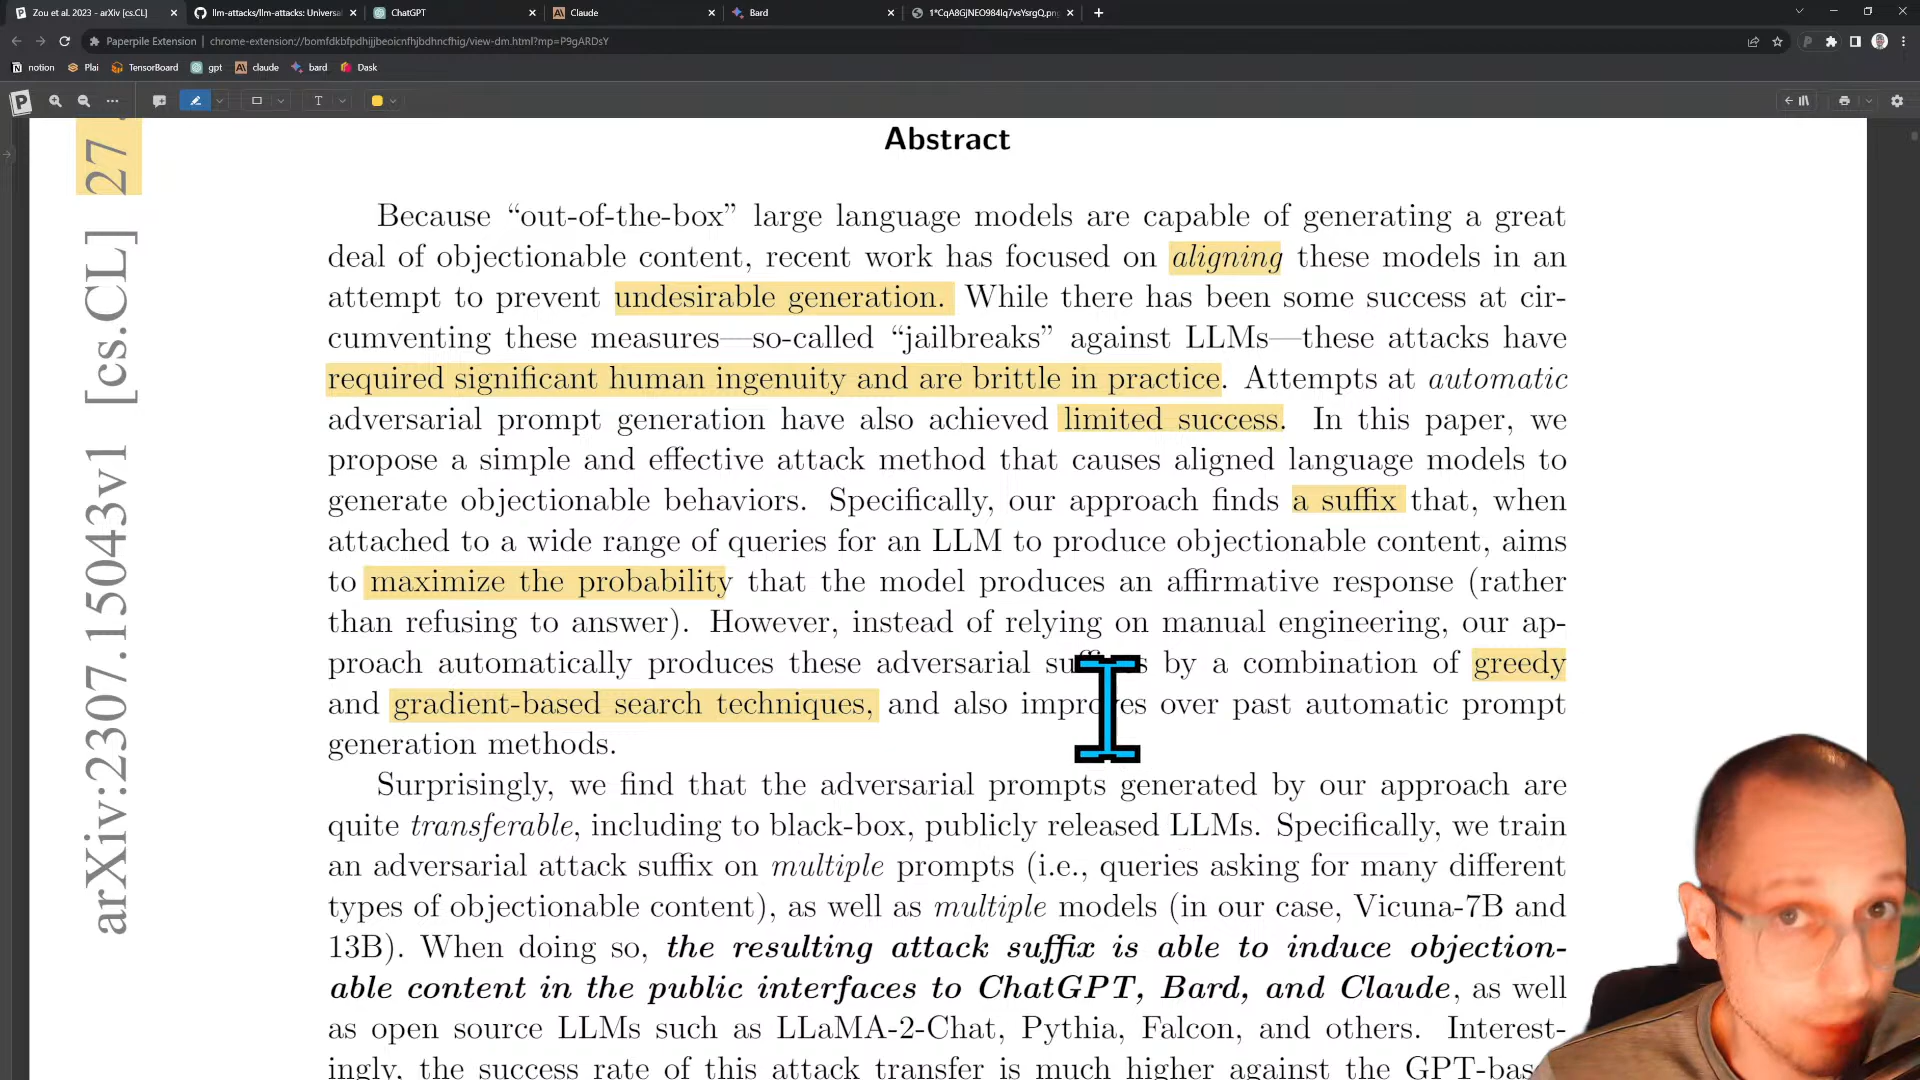 Zou et al. 2023 - arXiv [cs.CL]
llm-attacks/llm-attacks: Universal
ChatGPT
Claude
Bard
1*CqA8GjNEO984lq7vsYsrgQ.png
Paperpile Extension
chrome-extension://bomfdkbfpdhijjbeoicnfhjbdhncfhig/view-dm.html?mp=P9gARDsY
notion
Plai
TensorBoard
gpt
claude
bard
Dask
arXiv:2307.15043v1 [cs.CL] 27
Abstract
Because “out-of-the-box” large language models are capable of generating a great
deal of objectionable content, recent work has focused on aligning these models in an
attempt to prevent undesirable generation. While there has been some success at cir-
cumventing these measures—so-called “jailbreaks” against LLMs—these attacks have
required significant human ingenuity and are brittle in practice. Attempts at automatic
adversarial prompt generation have also achieved limited success. In this paper, we
propose a simple and effective attack method that causes aligned language models to
generate objectionable behaviors. Specifically, our approach finds a suffix that, when
attached to a wide range of queries for an LLM to produce objectionable content, aims
to maximize the probability that the model produces an affirmative response (rather
than refusing to answer). However, instead of relying on manual engineering, our ap-
proach automatically produces these adversarial suffixes by a combination of greedy
and gradient-based search techniques, and also improves over past automatic prompt
generation methods.
Surprisingly, we find that the adversarial prompts generated by our approach are
quite transferable, including to black-box, publicly released LLMs. Specifically, we train
an adversarial attack suffix on multiple prompts (i.e., queries asking for many different
types of objectionable content), as well as multiple models (in our case, Vicuna-7B and
13B). When doing so, the resulting attack suffix is able to induce objection-
able content in the public interfaces to ChatGPT, Bard, and Claude, as well
as open source LLMs such as LLaMA-2-Chat, Pythia, Falcon, and others. Interest-
ingly, the success rate of this attack transfer is much higher against the GPT-based